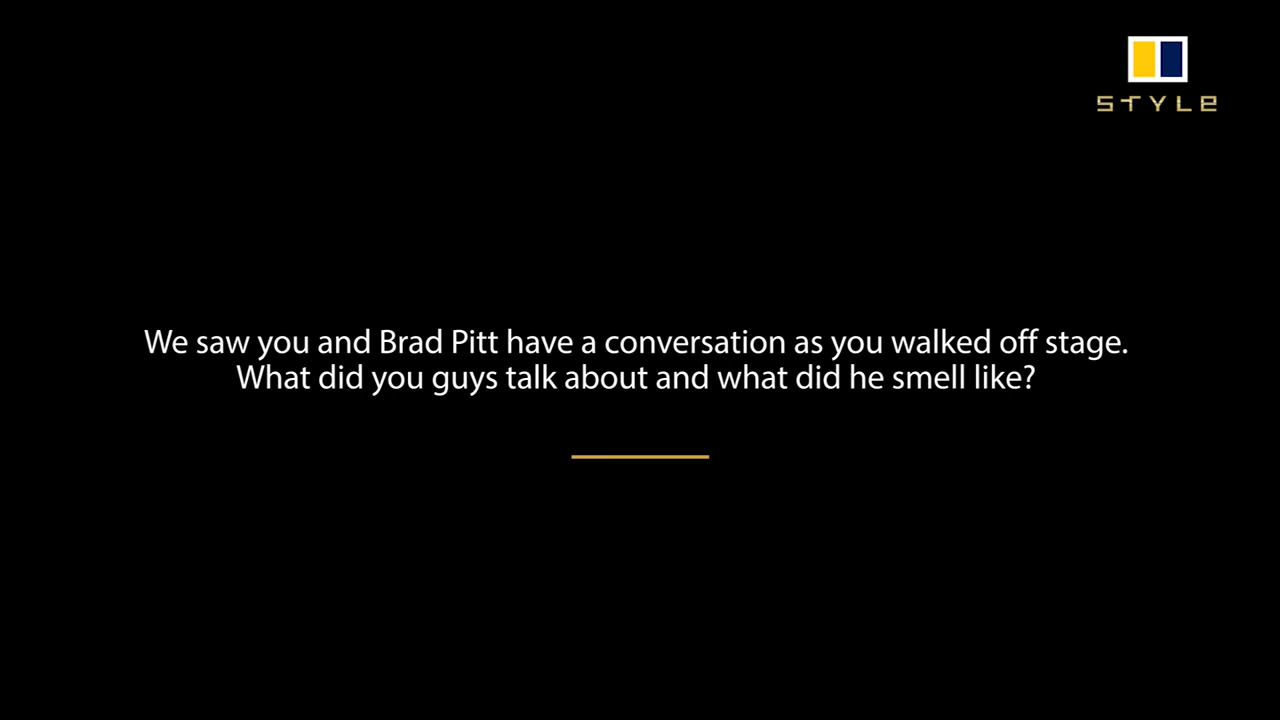 STYLE
We saw you and Brad Pitt have a conversation as you walked off stage.
What did you guys talk about and what did he smell like?